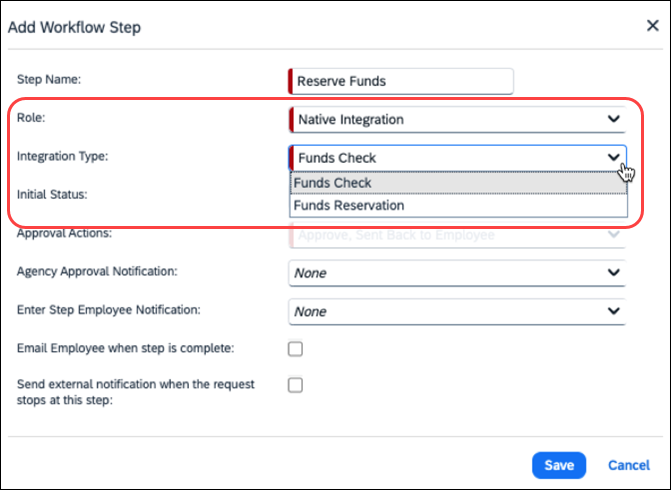 Add Workflow Step
Step Name: Reserve Funds
Role: Native Integration
Integration Type: Funds Check
Funds Check
Initial Status:
Funds Reservation
Approval Actions: Approve, Sent Back to Employee
Agency Approval Notification: None
Enter Step Employee Notification: None
Email Employee when step is complete:
Send external notification when the request
stops at this step:
Save Cancel